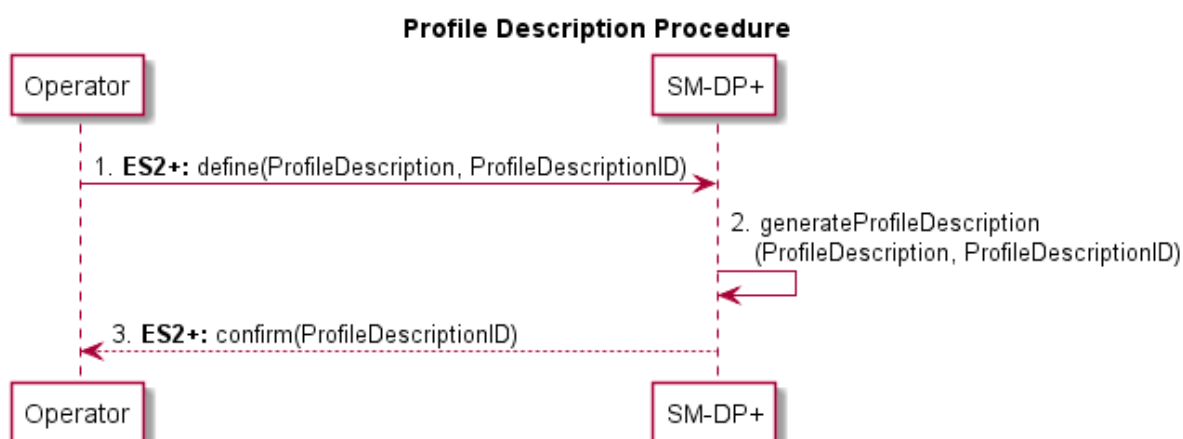 Profile Description Procedure
Operator
SM-DP+
1. ES2+: define(ProfileDescription, ProfileDescriptionID)
2. generateProfileDescription
(ProfileDescription, ProfileDescriptionID)
3. ES2+: confirm(ProfileDescriptionID)
Operator
SM-DP+